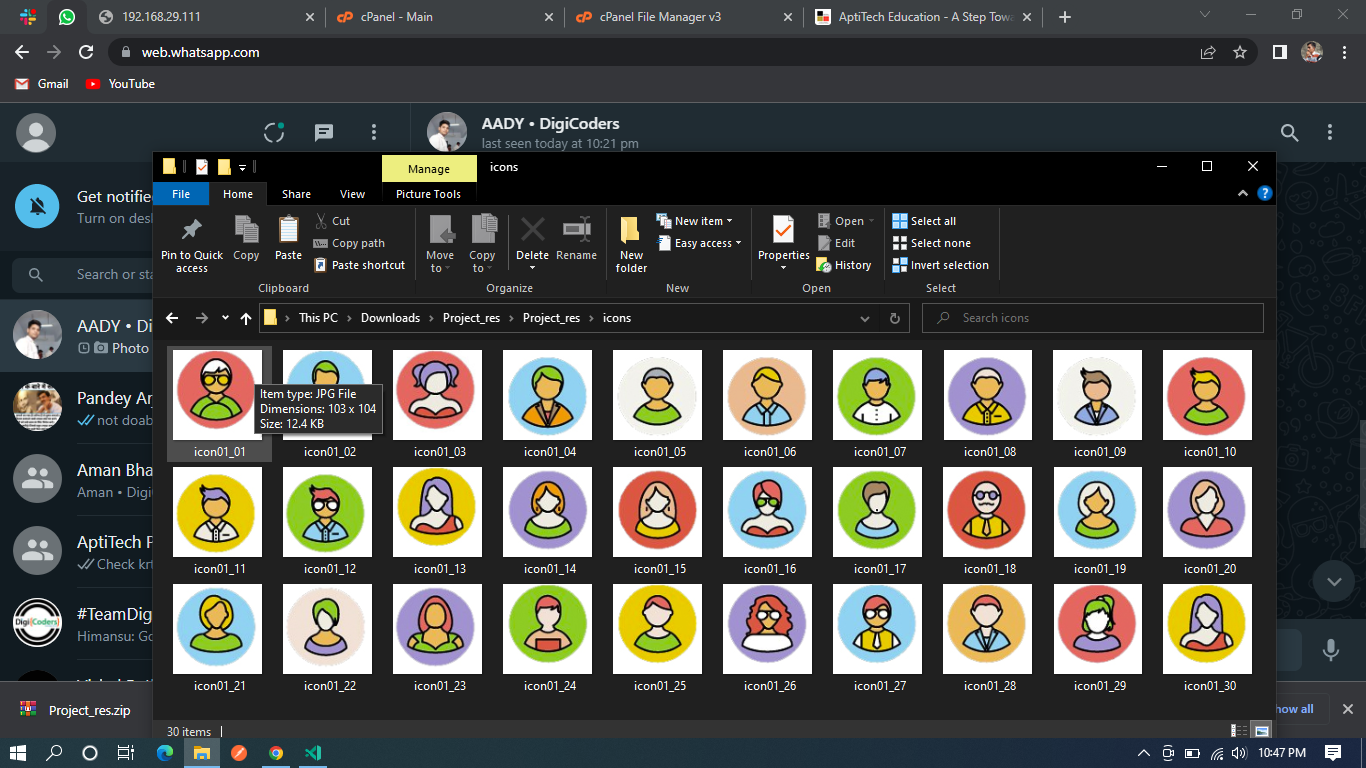 192.168.29.111
cPanel - Main
cPanel File Manager v3
AptiTech Education - A Step Towa
web.whatsapp.com
Gmail
YouTube
AADY • DigiCoders
last seen today at 10:21 pm
Get notifie
Turn on desk
Search or sta
AADY • Di
Photo
Pandey An
not doab
Aman Bha
Aman • Digi
AptiTech P
Check krt
#TeamDig
Himansu: Go
Digi{Coders}
Manage
icons
File
Home
Share
View
Picture Tools
Pin to Quick access
Copy
Paste
Cut
Copy path
Paste shortcut
Clipboard
Move to
Copy to
Delete
Rename
Organize
New folder
New item
Easy access
New
Properties
Open
Edit
History
Open
Select all
Select none
Invert selection
Select
This PC
Downloads
Project_res
Project_res
icons
Search icons
Item type: JPG File
Dimensions: 103 x 104
Size: 12.4 KB
icon01_01
icon01_02
icon01_03
icon01_04
icon01_05
icon01_06
icon01_07
icon01_08
icon01_09
icon01_10
icon01_11
icon01_12
icon01_13
icon01_14
icon01_15
icon01_16
icon01_17
icon01_18
icon01_19
icon01_20
icon01_21
icon01_22
icon01_23
icon01_24
icon01_25
icon01_26
icon01_27
icon01_28
icon01_29
icon01_30
30 items
Project_res.zip
how all
10:47 PM